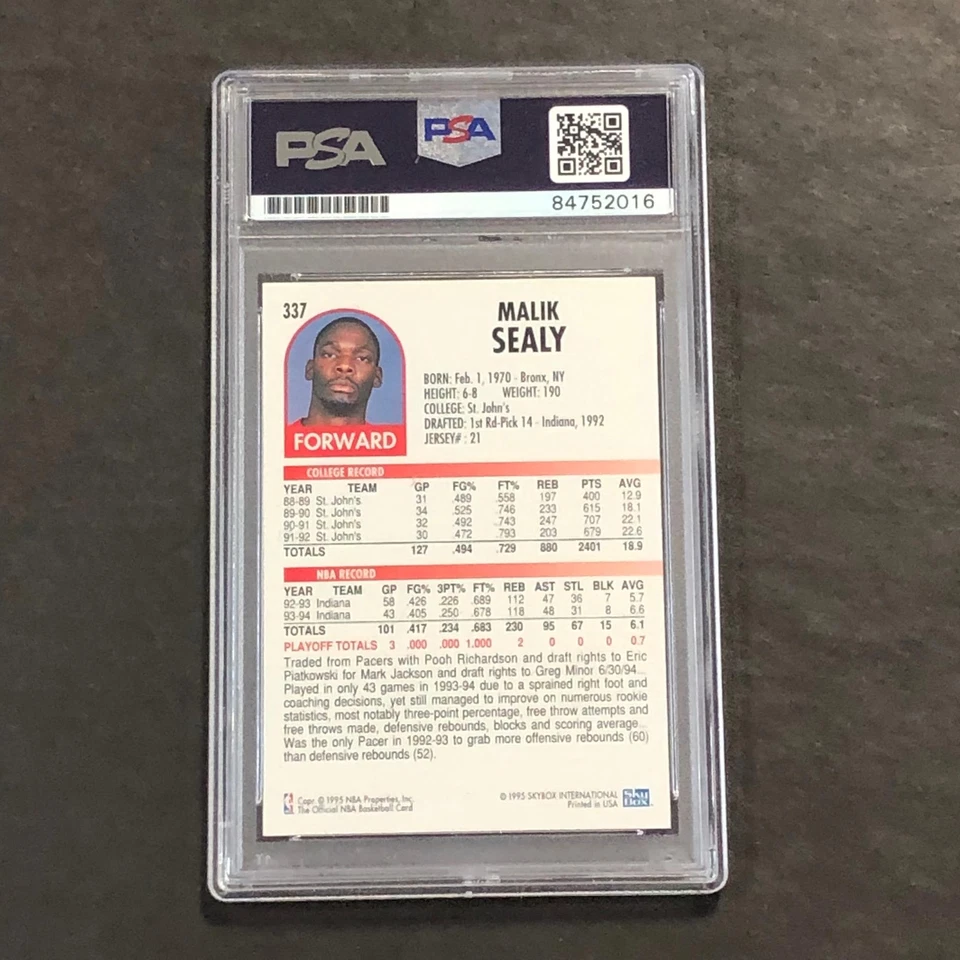 PSA
PSA
84752016
337
MALIK
SEALY
BORN: Feb. 1, 1970 - Bronx, NY
HEIGHT: 6-8 WEIGHT: 190
COLLEGE: St. John's
DRAFTED: 1st Rd-Pick 14 - Indiana, 1992
JERSEY# : 21
FORWARD
COLLEGE RECORD
YEAR TEAM GP FG% FT% REB PTS AVG
88-89 St. John's 31 .489 .558 197 400 12.9
89-90 St. John's 34 .525 .746 233 615 18.1
90-91 St. John's 32 .492 .743 247 707 22.1
91-92 St. John's 30 .472 .793 203 679 22.6
TOTALS 127 .494 .729 880 2401 18.9
NBA RECORD
YEAR TEAM GP FG% 3PT% FT% REB AST STL BLK AVG
92-93 Indiana 58 .426 .226 .689 112 47 36 7 5.7
93-94 Indiana 43 .405 .250 .678 118 48 31 8 6.6
TOTALS 101 .417 .234 .683 230 95 67 15 6.1
PLAYOFF TOTALS 3 .000 .000 1.000 2 0 0 0 0.7
Traded from Pacers with Pooh Richardson and draft rights to Eric
Piatkowski for Mark Jackson and draft rights to Greg Minor 6/30/94...
Played in only 43 games in 1993-94 due to a sprained right foot and
coaching decisions, yet still managed to improve on numerous rookie
statistics, most notably three-point percentage, free throw attempts and
free throws made, defensive rebounds, blocks and scoring average...
Was the only Pacer in 1992-93 to grab more offensive rebounds (60)
than defensive rebounds (52).
Copr. © 1995 NBA Properties, Inc.
The Official NBA Basketball Card
© 1995 SKYBOX INTERNATIONAL
Printed in USA
SkyBox